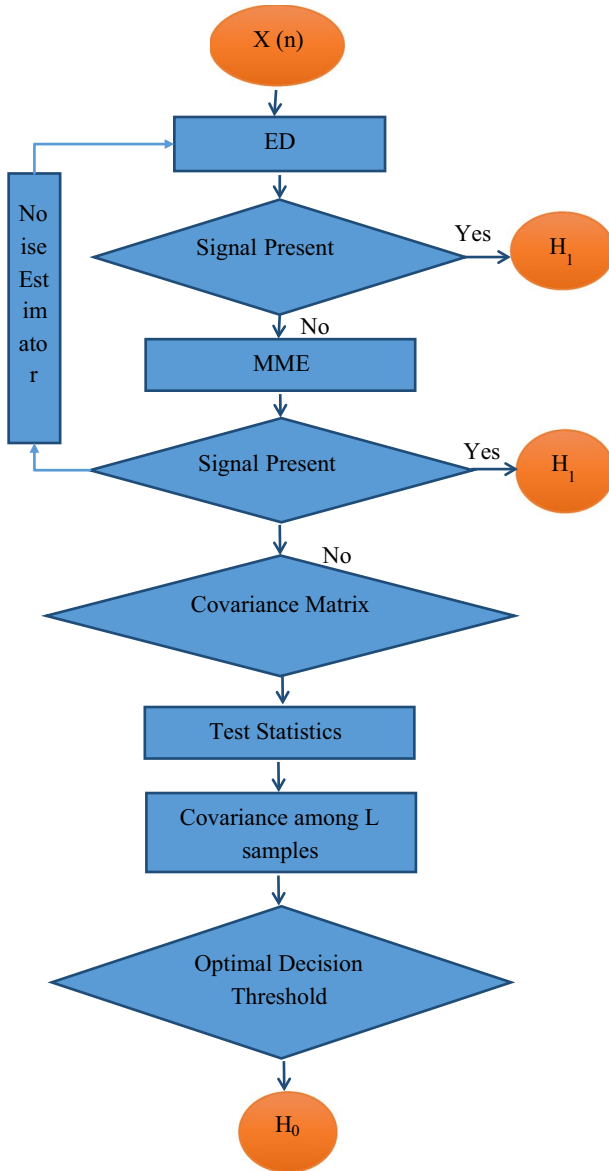 X (n)
ED
No
ise
Est
im
ato
r
Signal Present
Yes
H₁
No
MME
Signal Present
Yes
H₁
No
Covariance Matrix
Test Statistics
Covariance among L
samples
Optimal Decision
Threshold
H₀